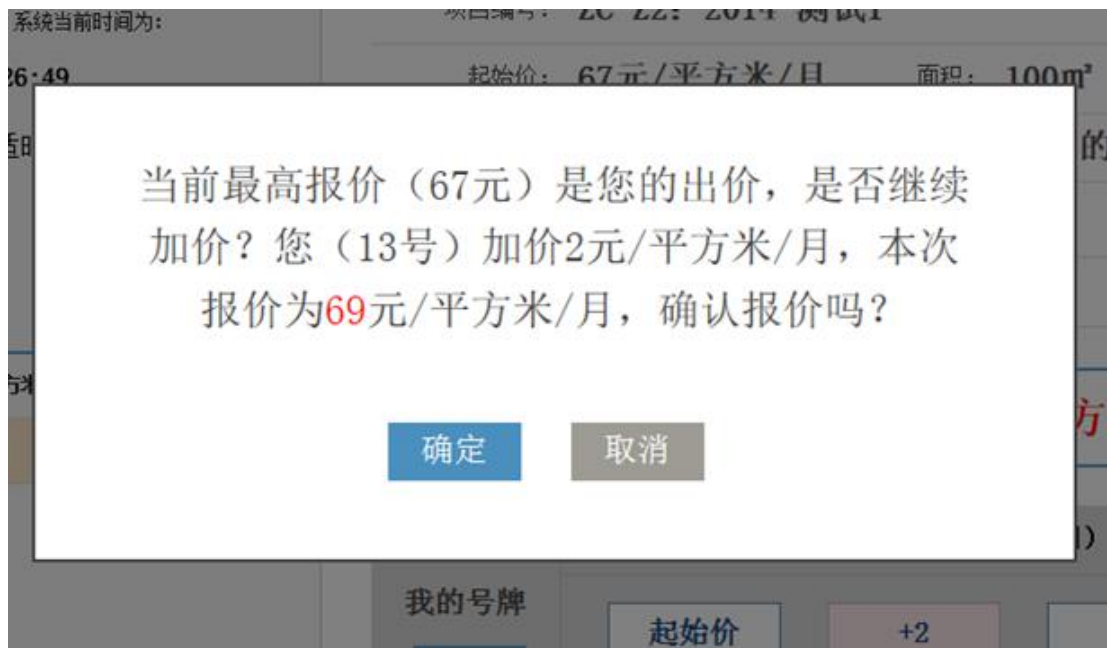 系统当前时间为:
26:49
起始价: 67元/平方米/月 面积: 100㎡
的
当前最高报价（67元）是您的出价，是否继续
加价？您（13号）加价2元/平方米/月，本次
报价为69元/平方米/月，确认报价吗？
方
确定 取消
我的号牌
起始价 +2